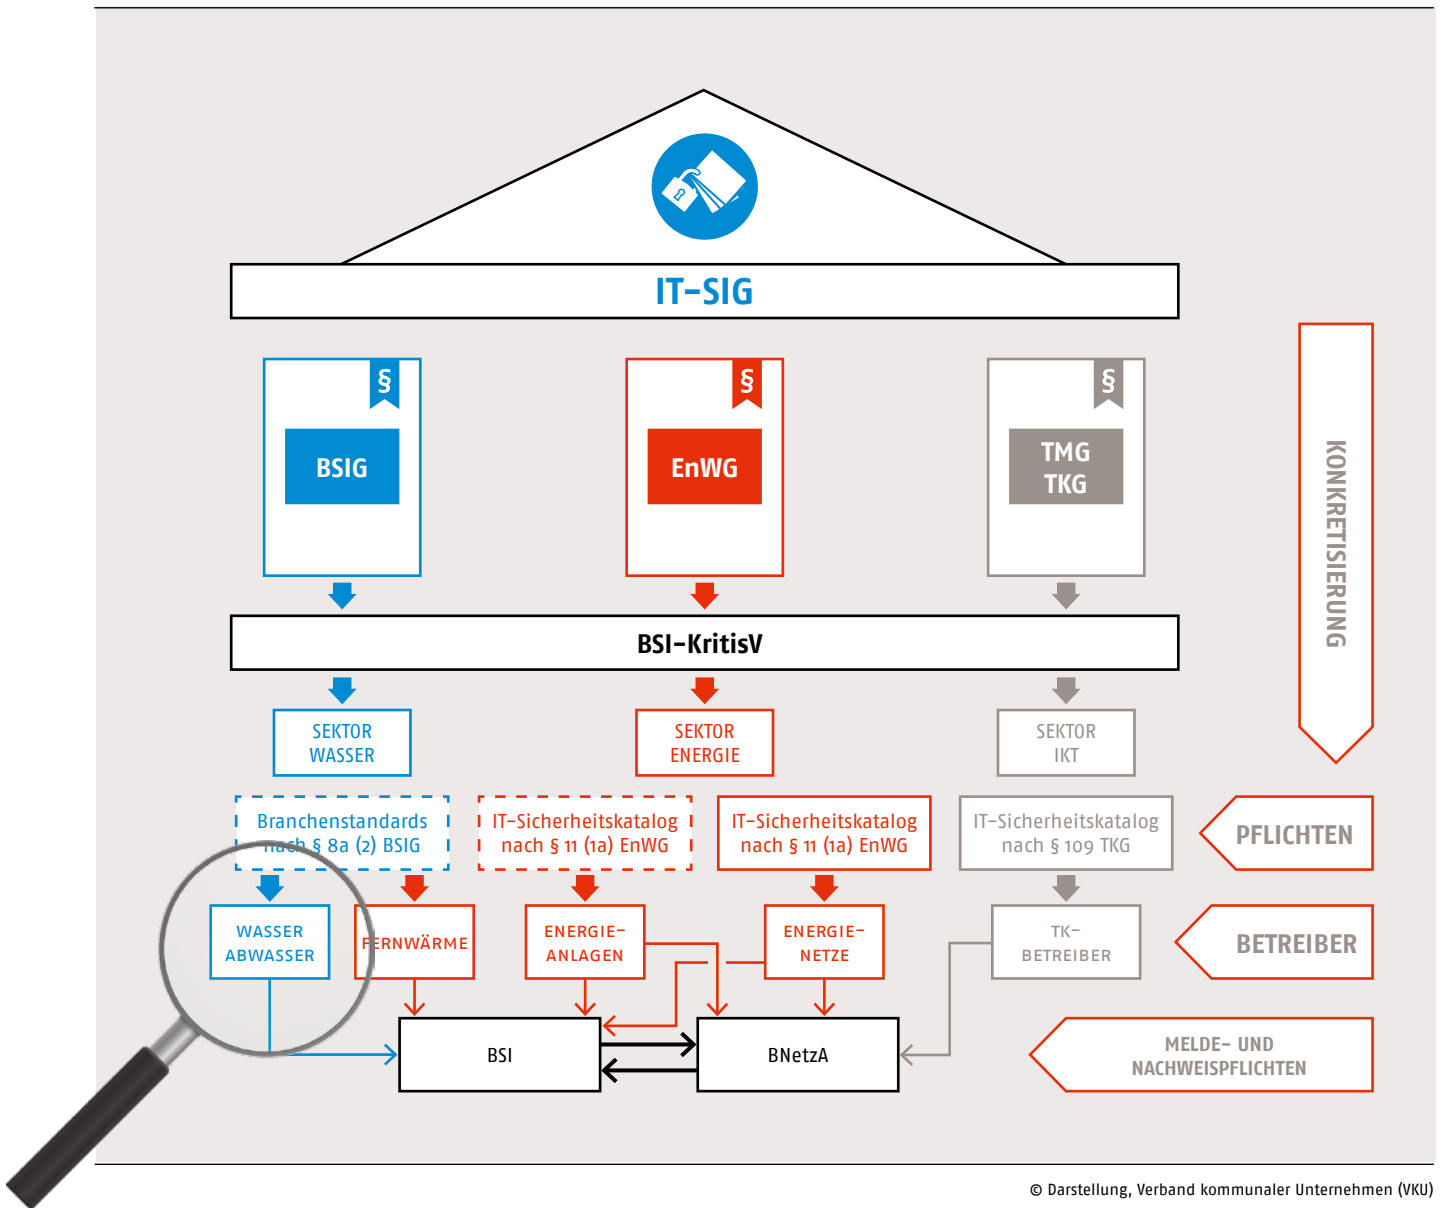 IT-SIG
§
BSIG
§
EnWG
§
TMG
TKG
KONKRETISIERUNG
BSI-KritisV
SEKTOR
WASSER
SEKTOR
ENERGIE
SEKTOR
IKT
Branchenstandards
nach § 8a (2) BSIG
IT-Sicherheitskatalog
nach § 11 (1a) EnWG
IT-Sicherheitskatalog
nach § 11 (1a) EnWG
IT-Sicherheitskatalog
nach § 109 TKG
PFLICHTEN
WASSER
ABWASSER
FERNWÄRME
ENERGIE-
ANLAGEN
ENERGIE-
NETZE
TK-
BETREIBER
BETREIBER
BSI
BNetzA
MELDE- UND
NACHWEISPFLICHTEN
© Darstellung, Verband kommunaler Unternehmen (VKU)